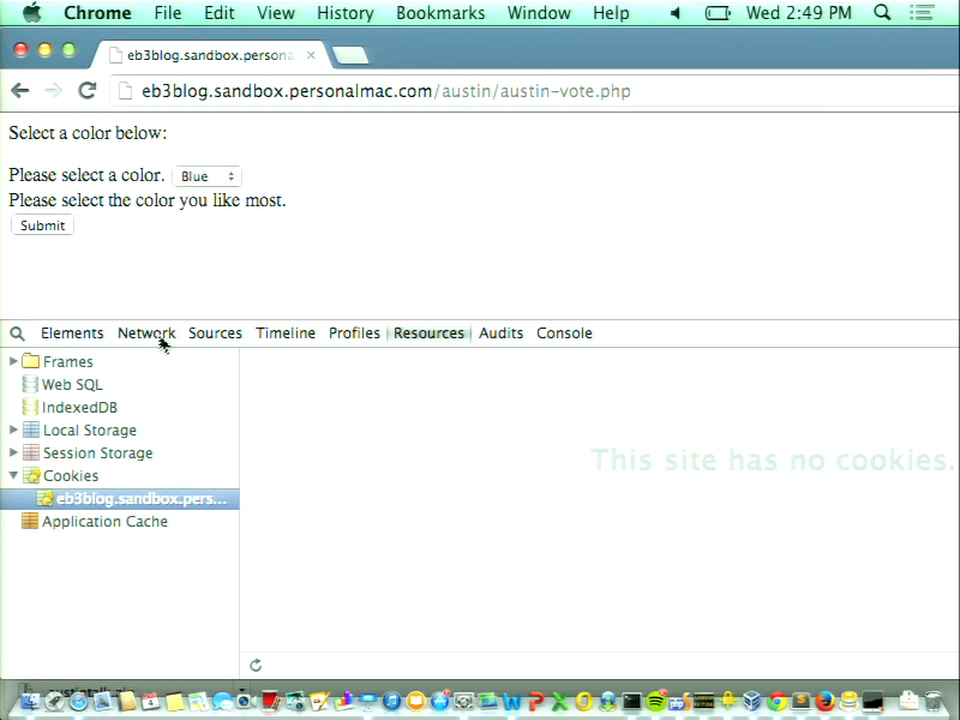 Chrome File Edit View History Bookmarks Window Help Wed 2:49 PM
eb3blog.sandbox.persona
eb3blog.sandbox.personalmac.com/austin/austin-vote.php
Select a color below:
Please select a color. Blue
Please select the color you like most.
Submit
Elements Network Sources Timeline Profiles Resources Audits Console
Frames
Web SQL
IndexedDB
Local Storage
Session Storage
Cookies
This site has no cookies.
eb3blog.sandbox.pers...
Application Cache